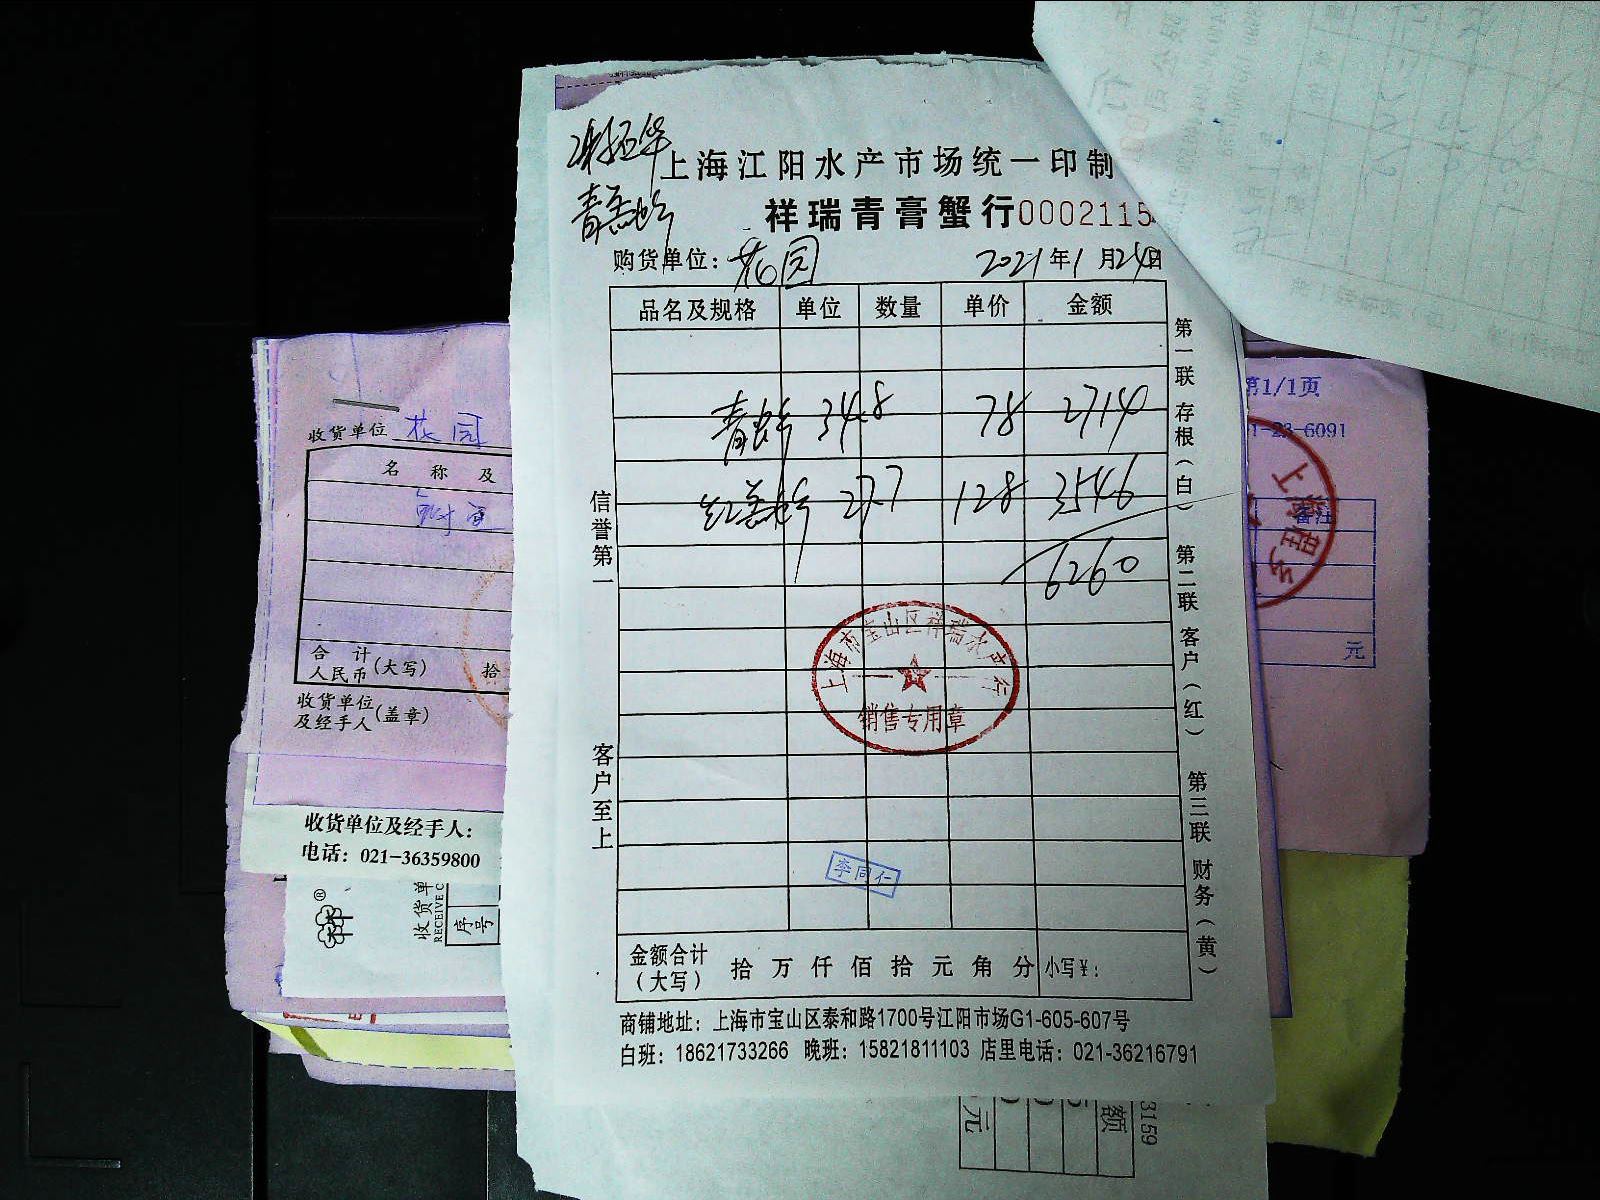 上海江阳水产市场统一印制
祥瑞青膏蟹行 0002115
购货单位: 花园 2021年1月24日
品名及规格 单位 数量 单价 金额
青蟹 34.8 78 2714
红膏蟹 27.7 128 3546
6260
上海市宝山区祥瑞水产行
销售专用章
李同仁
金额合计(大写) 拾 万 仟 佰 拾 元 角 分 小写¥:
商铺地址: 上海市宝山区泰和路1700号江阳市场G1-605-607号
白班: 18621733266 晚班: 15821811103 店里电话: 021-36216791
信誉第一
客户至上
第一联 存根(白) 第二联 客户(红) 第三联 财务(黄)
收货单位 花园
名 称 及
合 计
人民币(大写) 拾
收货单位
及经手人(盖章)
收货单位及经手人:
电话: 021-36359800
收货单
RECEIVE C
序号
第1/1页
1-23-6091
备注
元
3159
额
元